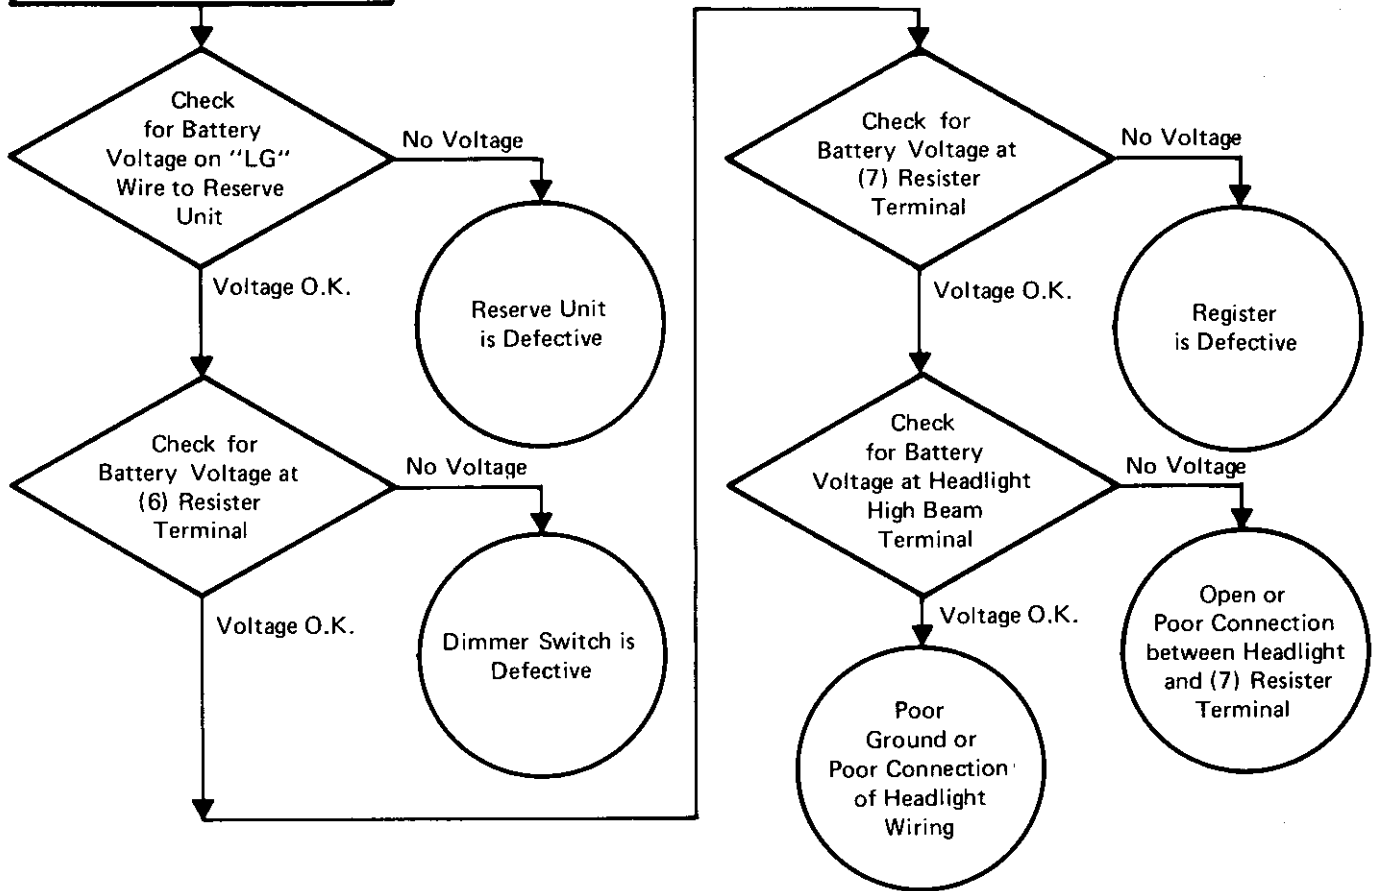 Check
for Battery
Voltage on "LG"
Wire to Reserve
Unit
No Voltage
Reserve Unit
is Defective
Voltage O.K.
Check for
Battery Voltage at
(6) Resister
Terminal
No Voltage
Dimmer Switch is
Defective
Voltage O.K.
Check for
Battery Voltage at
(7) Resister
Terminal
No Voltage
Register
is Defective
Voltage O.K.
Check
for Battery
Voltage at Headlight
High Beam
Terminal
No Voltage
Open or
Poor Connection
between Headlight
and (7) Resister
Terminal
Voltage O.K.
Poor
Ground or
Poor Connection
of Headlight
Wiring